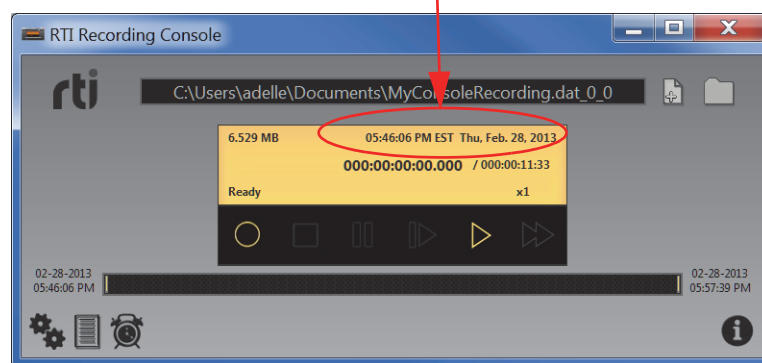 RTI Recording Console
rti
C:\Users\adelle\Documents\MyConsoleRecording.dat_0_0
6.529 MB 05:46:06 PM EST Thu, Feb. 28, 2013
000:00:00:00.000 / 000:00:11:33
Ready x1
02-28-2013
05:46:06 PM
02-28-2013
05:57:39 PM